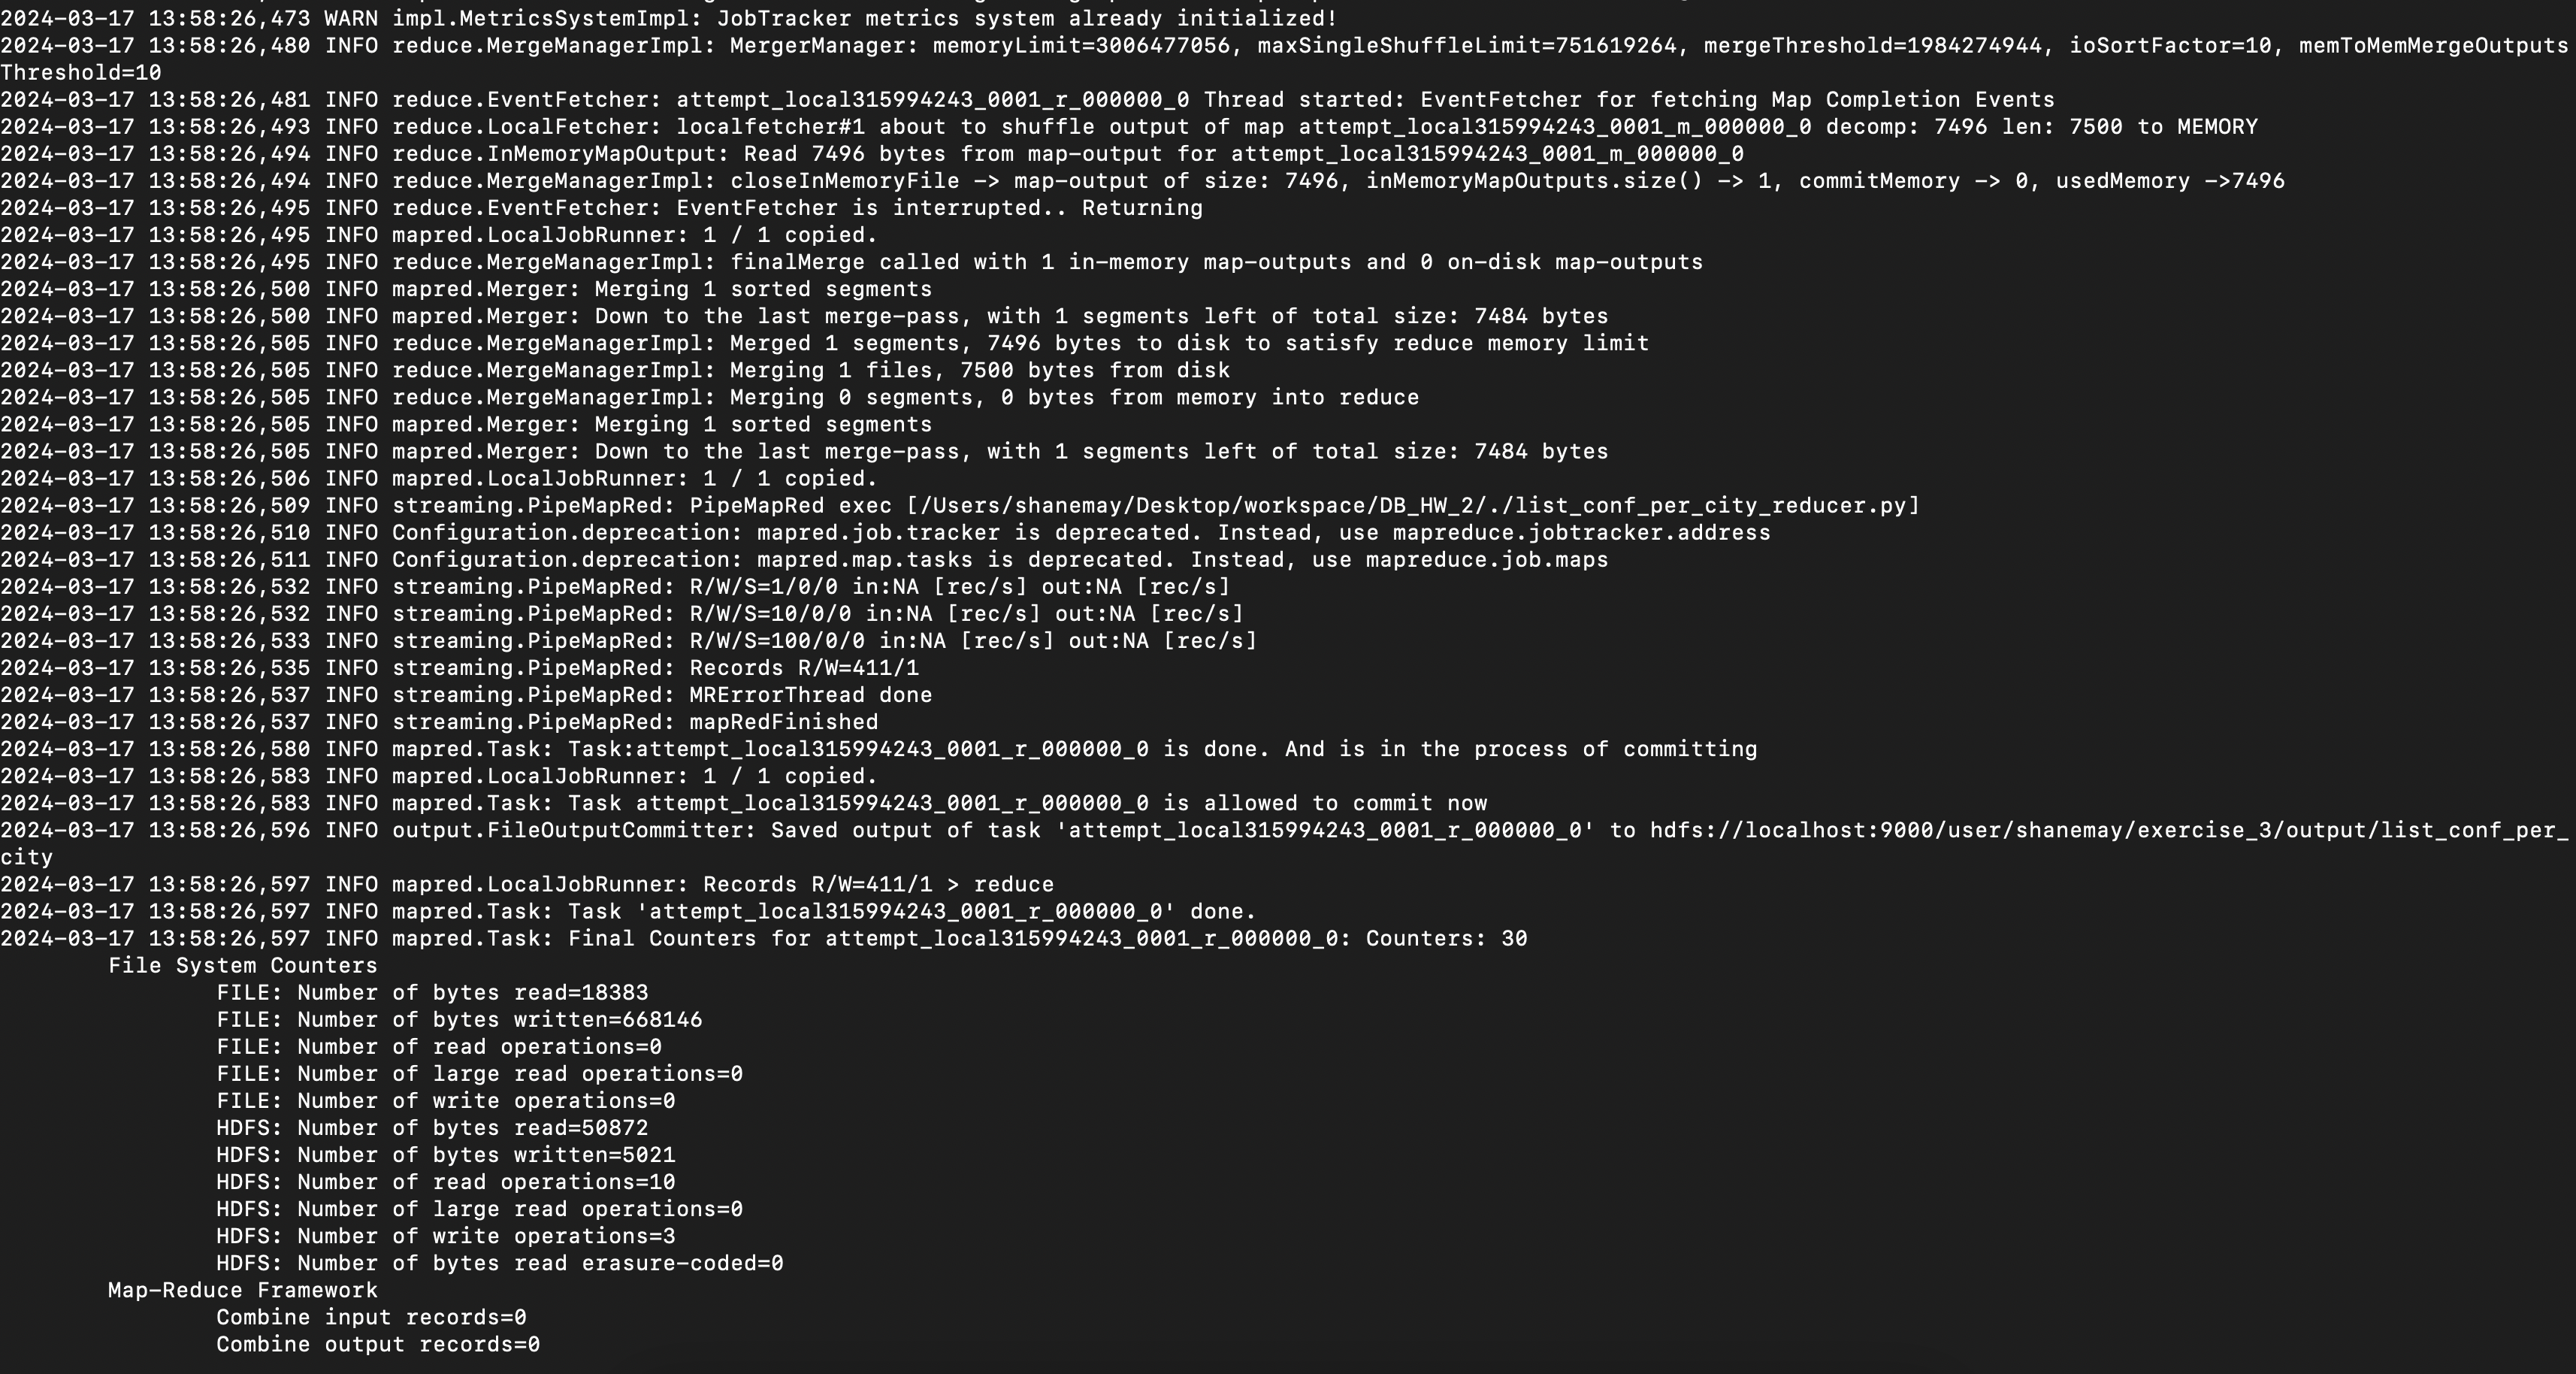 2024-03-17 13:58:26,473 WARN impl.MetricsSystemImpl: JobTracker metrics system already initialized!
2024-03-17 13:58:26,480 INFO reduce.MergeManagerImpl: MergerManager: memoryLimit=3006477056, maxSingleShuffleLimit=751619264, mergeThreshold=1984274944, ioSortFactor=10, memToMemMergeOutputs
Threshold=10
2024-03-17 13:58:26,481 INFO reduce.EventFetcher: attempt_local315994243_0001_r_000000_0 Thread started: EventFetcher for fetching Map Completion Events
2024-03-17 13:58:26,493 INFO reduce.LocalFetcher: localfetcher#1 about to shuffle output of map attempt_local315994243_0001_m_000000_0 decomp: 7496 len: 7500 to MEMORY
2024-03-17 13:58:26,494 INFO reduce.InMemoryMapOutput: Read 7496 bytes from map-output for attempt_local315994243_0001_m_000000_0
2024-03-17 13:58:26,494 INFO reduce.MergeManagerImpl: closeInMemoryFile -> map-output of size: 7496, inMemoryMapOutputs.size() -> 1, commitMemory -> 0, usedMemory ->7496
2024-03-17 13:58:26,495 INFO reduce.EventFetcher: EventFetcher is interrupted.. Returning
2024-03-17 13:58:26,495 INFO mapred.LocalJobRunner: 1 / 1 copied.
2024-03-17 13:58:26,495 INFO reduce.MergeManagerImpl: finalMerge called with 1 in-memory map-outputs and 0 on-disk map-outputs
2024-03-17 13:58:26,500 INFO mapred.Merger: Merging 1 sorted segments
2024-03-17 13:58:26,500 INFO mapred.Merger: Down to the last merge-pass, with 1 segments left of total size: 7484 bytes
2024-03-17 13:58:26,505 INFO reduce.MergeManagerImpl: Merged 1 segments, 7496 bytes to disk to satisfy reduce memory limit
2024-03-17 13:58:26,505 INFO reduce.MergeManagerImpl: Merging 1 files, 7500 bytes from disk
2024-03-17 13:58:26,505 INFO reduce.MergeManagerImpl: Merging 0 segments, 0 bytes from memory into reduce
2024-03-17 13:58:26,505 INFO mapred.Merger: Merging 1 sorted segments
2024-03-17 13:58:26,505 INFO mapred.Merger: Down to the last merge-pass, with 1 segments left of total size: 7484 bytes
2024-03-17 13:58:26,506 INFO mapred.LocalJobRunner: 1 / 1 copied.
2024-03-17 13:58:26,509 INFO streaming.PipeMapRed: PipeMapRed exec [/Users/shanemay/Desktop/workspace/DB_HW_2/./list_conf_per_city_reducer.py]
2024-03-17 13:58:26,510 INFO Configuration.deprecation: mapred.job.tracker is deprecated. Instead, use mapreduce.jobtracker.address
2024-03-17 13:58:26,511 INFO Configuration.deprecation: mapred.map.tasks is deprecated. Instead, use mapreduce.job.maps
2024-03-17 13:58:26,532 INFO streaming.PipeMapRed: R/W/S=1/0/0 in:NA [rec/s] out:NA [rec/s]
2024-03-17 13:58:26,532 INFO streaming.PipeMapRed: R/W/S=10/0/0 in:NA [rec/s] out:NA [rec/s]
2024-03-17 13:58:26,533 INFO streaming.PipeMapRed: R/W/S=100/0/0 in:NA [rec/s] out:NA [rec/s]
2024-03-17 13:58:26,535 INFO streaming.PipeMapRed: Records R/W=411/1
2024-03-17 13:58:26,537 INFO streaming.PipeMapRed: MRErrorThread done
2024-03-17 13:58:26,537 INFO streaming.PipeMapRed: mapRedFinished
2024-03-17 13:58:26,580 INFO mapred.Task: Task:attempt_local315994243_0001_r_000000_0 is done. And is in the process of committing
2024-03-17 13:58:26,583 INFO mapred.LocalJobRunner: 1 / 1 copied.
2024-03-17 13:58:26,583 INFO mapred.Task: Task attempt_local315994243_0001_r_000000_0 is allowed to commit now
2024-03-17 13:58:26,596 INFO output.FileOutputCommitter: Saved output of task 'attempt_local315994243_0001_r_000000_0' to hdfs://localhost:9000/user/shanemay/exercise_3/output/list_conf_per_
city
2024-03-17 13:58:26,597 INFO mapred.LocalJobRunner: Records R/W=411/1 > reduce
2024-03-17 13:58:26,597 INFO mapred.Task: Task 'attempt_local315994243_0001_r_000000_0' done.
2024-03-17 13:58:26,597 INFO mapred.Task: Final Counters for attempt_local315994243_0001_r_000000_0: Counters: 30
File System Counters
FILE: Number of bytes read=18383
FILE: Number of bytes written=668146
FILE: Number of read operations=0
FILE: Number of large read operations=0
FILE: Number of write operations=0
HDFS: Number of bytes read=50872
HDFS: Number of bytes written=5021
HDFS: Number of read operations=10
HDFS: Number of large read operations=0
HDFS: Number of write operations=3
HDFS: Number of bytes read erasure-coded=0
Map-Reduce Framework
Combine input records=0
Combine output records=0